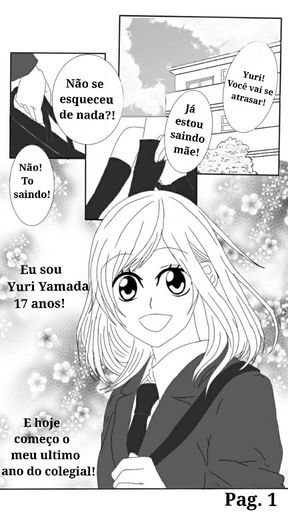 Yuri!
Você vai se
atrasar!
Já
estou
saindo
mãe!
Não se
esqueceu
de nada?!
Não!
To
saindo!
Eu sou
Yuri Yamada
17 anos!
E hoje
começo o
meu ultimo
ano do colegial!
Pag. 1